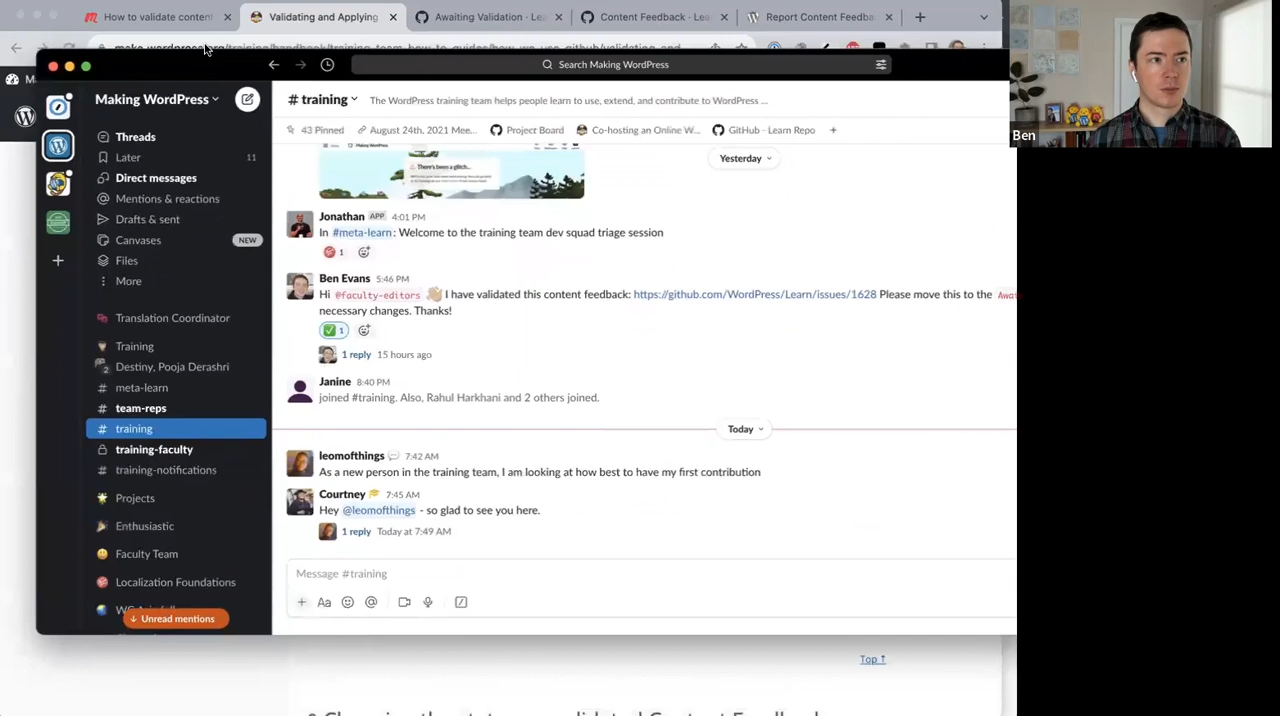 How to validate conten
Validating and Applying
Awaiting Validation · Lea
Content Feedback · Lea
Report Content Feedba
Search Making WordPress
Ben
Making WordPress
# training
The WordPress training team helps people learn to use, extend, and contribute to WordPress ...
43 Pinned
August 24th, 2021 Mee...
Project Board
Co-hosting an Online W...
GitHub - Learn Repo
Threads
Later 11
Direct messages
Mentions & reactions
Drafts & sent
Canvases NEW
Files
More
Translation Coordinator
Training
2 Destiny, Pooja Derashri
# meta-learn
# team-reps
# training
training-faculty
# training-notifications
Projects
Enthusiastic
Faculty Team
Localization Foundations
↓ Unread mentions
There's been a glitch...
Yesterday
Jonathan APP 4:01 PM
In #meta-learn: Welcome to the training team dev squad triage session
1
Ben Evans 5:46 PM
Hi @faculty-editors I have validated this content feedback: https://github.com/WordPress/Learn/issues/1628 Please move this to the Awa
necessary changes. Thanks!
1
1 reply 15 hours ago
Janine 8:40 PM
joined #training. Also, Rahul Harkhani and 2 others joined.
Today
leomofthings 7:42 AM
As a new person in the training team, I am looking at how best to have my first contribution
Courtney 7:45 AM
Hey @leomofthings - so glad to see you here.
1 reply Today at 7:49 AM
Message #training
Aa
Top ↑